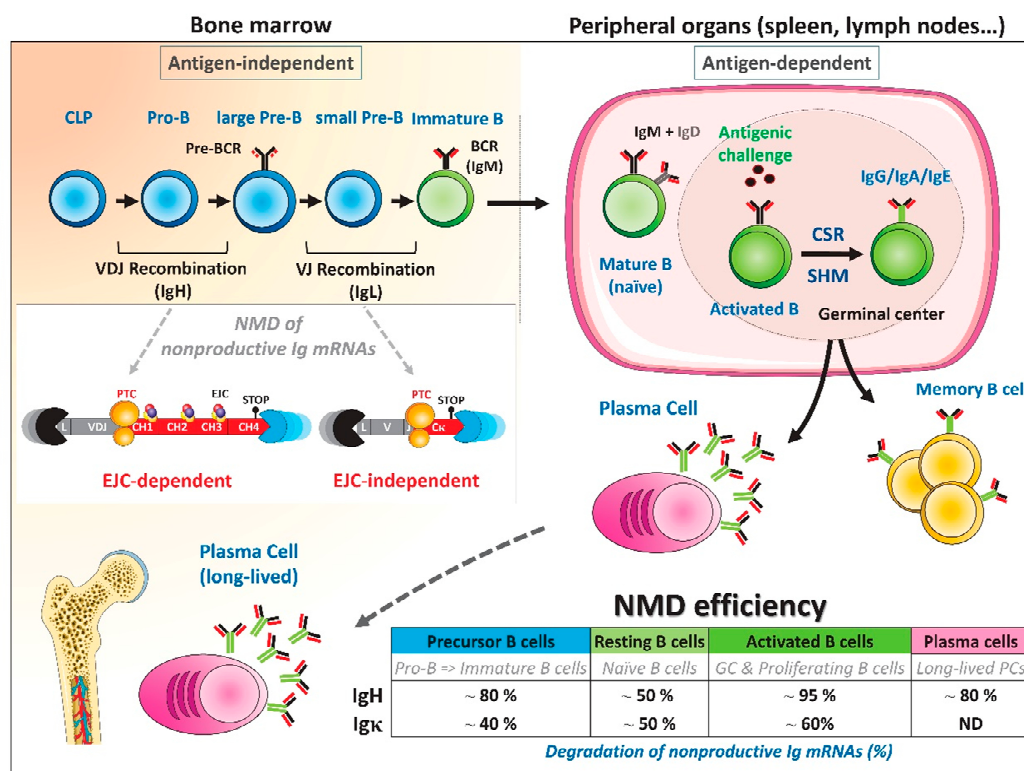 Bone marrow
Peripheral organs (spleen, lymph nodes...)
Antigen-independent
Antigen-dependent
CLP
Pro-B
large Pre-B
small Pre-B
Immature B
Pre-BCR
BCR
(IgM)
VDJ Recombination
(IgH)
VJ Recombination
(IgL)
IgM + IgD
Antigenic
challenge
IgG/IgA/IgE
CSR
SHM
Mature B
(naïve)
Activated B
Germinal center
NMD of
nonproductive Ig mRNAs
PTC
EJC
STOP
L
VDJ
CH1
CH2
CH3
CH4
EJC-dependent
PTC
STOP
L
V
J
Cκ
EJC-independent
Plasma Cell
Memory B cel
Plasma Cell
(long-lived)
NMD efficiency
Precursor B cells Resting B cells Activated B cells Plasma cells
Pro-B => Immature B cells Naïve B cells GC & Proliferating B cells Long-lived PCs
IgH ~ 80 % ~ 50 % ~ 95 % ~ 80 %
Igκ ~ 40 % ~ 50 % ~ 60% ND
Degradation of nonproductive Ig mRNAs (%)